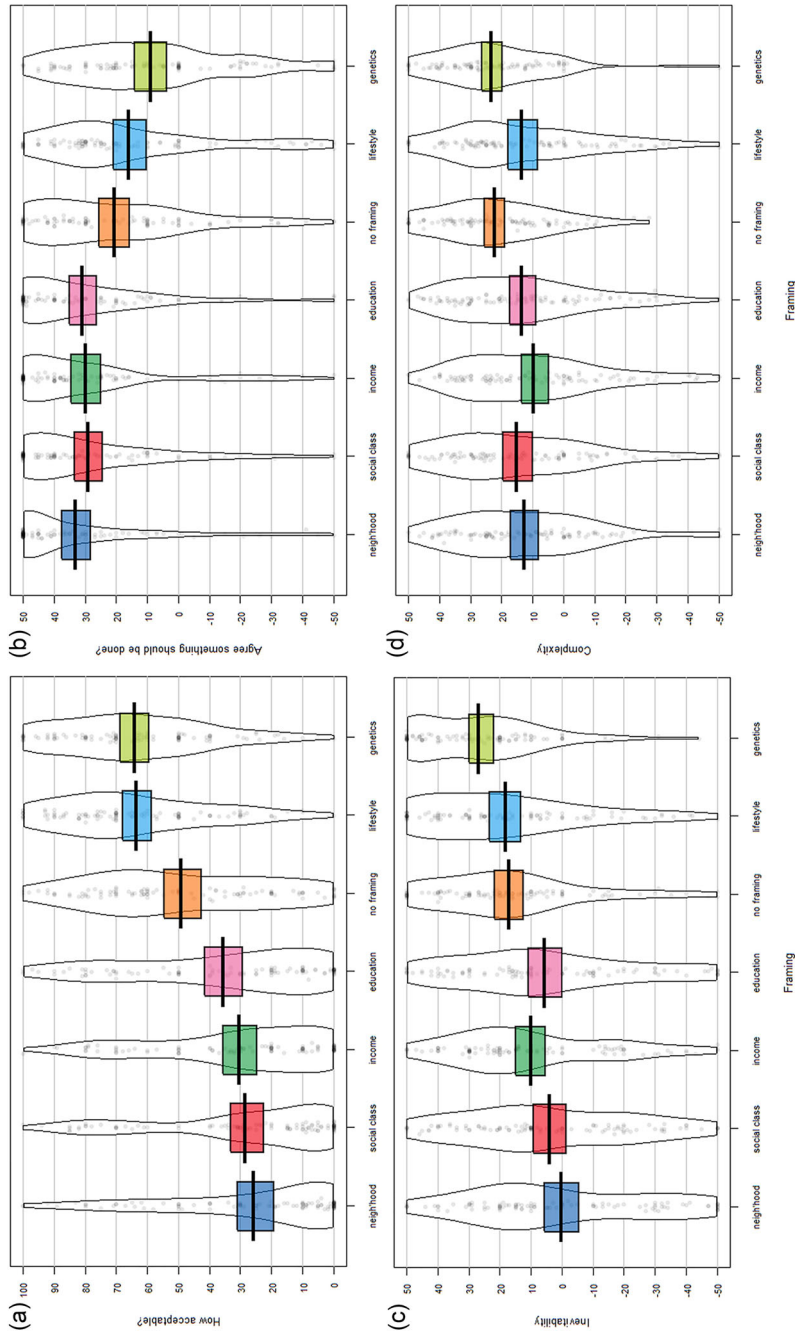 (a)
How acceptable?
100
90
80
70
60
50
40
30
20
10
0
neigh'hood
social class
income
education
no framing
lifestyle
genetics
(b)
Agree something should be done?
50
40
30
20
10
0
-10
-20
-30
-40
-50
neigh'hood
social class
income
education
no framing
lifestyle
genetics
(c)
Inevitability
50
40
30
20
10
0
-10
-20
-30
-40
-50
neigh'hood
social class
income
education
no framing
lifestyle
genetics
Framing
(d)
Complexity
50
40
30
20
10
0
-10
-20
-30
-40
-50
neigh'hood
social class
income
education
no framing
lifestyle
genetics
Framing